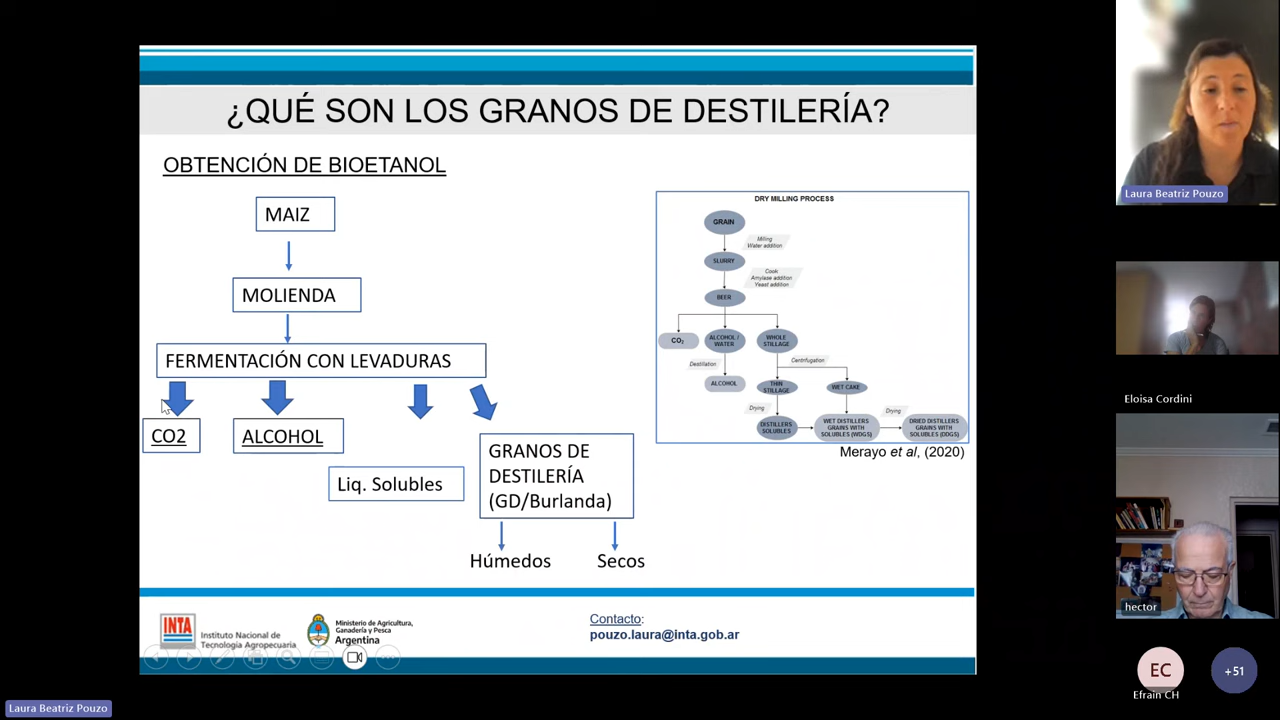 ¿QUÉ SON LOS GRANOS DE DESTILERÍA?
OBTENCIÓN DE BIOETANOL
MAIZ
MOLIENDA
FERMENTACIÓN CON LEVADURAS
CO2
ALCOHOL
Liq. Solubles
GRANOS DE
DESTILERÍA
(GD/Burlanda)
Húmedos
Secos
DRY MILLING PROCESS
GRAIN
Milling
Water addition
SLURRY
Cook
Amylase addition
Yeast addition
BEER
CO₂
ALCOHOL /
WATER
WHOLE
STILLAGE
Destillation
Centrifugation
ALCOHOL
THIN
STILLAGE
WET CAKE
Drying
Drying
DISTILLERS
SOLUBLES
WET DISTILLERS
GRAINS WITH
SOLUBLES (WDGS)
DRIED DISTILLERS
GRAINS WITH
SOLUBLES (DDGS)
Merayo et al, (2020)
INTA
Instituto Nacional de
Tecnología Agropecuaria
Ministerio de Agricultura,
Ganadería y Pesca
Argentina
Contacto:
pouzo.laura@inta.gob.ar
Laura Beatriz Pouzo
Eloisa Cordini
hector
EC
Efrain CH
+51
Laura Beatriz Pouzo